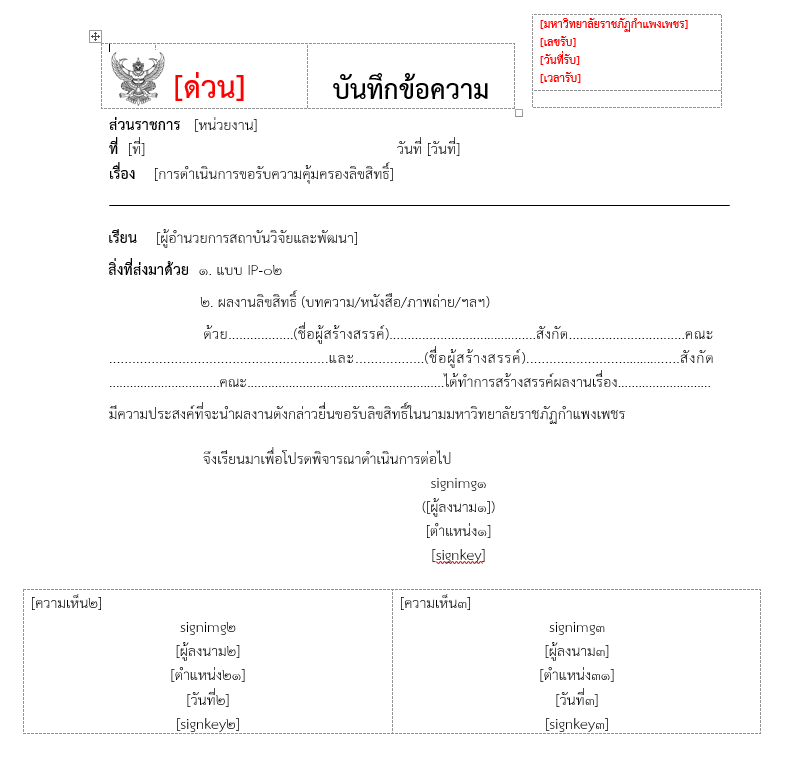 [มหาวิทยาลัยราชภัฏกำแพงเพชร]
[เลขรับ]
[วันที่รับ]
[เวลารับ]
[ด่วน] บันทึกข้อความ
ส่วนราชการ [หน่วยงาน]
ที่ [ที่] วันที่ [วันที่]
เรื่อง [การดำเนินการขอรับความคุ้มครองลิขสิทธิ์]
เรียน [ผู้อำนวยการสถาบันวิจัยและพัฒนา]
สิ่งที่ส่งมาด้วย ๑. แบบ IP-๐๒
๒. ผลงานลิขสิทธิ์ (บทความ/หนังสือ/ภาพถ่าย/ฯลฯ)
ด้วย..................(ชื่อผู้สร้างสรรค์)........................................สังกัด................................คณะ
............................................................และ...................(ชื่อผู้สร้างสรรค์)..........................................สังกัด
..............................คณะ......................................................ได้ทำการสร้างสรรค์ผลงานเรื่อง.........................
มีความประสงค์ที่จะนำผลงานดังกล่าวยื่นขอรับลิขสิทธิ์ในนามมหาวิทยาลัยราชภัฏกำแพงเพชร
จึงเรียนมาเพื่อโปรดพิจารณาดำเนินการต่อไป
signimg๑
([ผู้ลงนาม๑])
[ตำแหน่ง๑]
[signkey]
[ความเห็น๒]
signimg๒
[ผู้ลงนาม๒]
[ตำแหน่ง๒๑]
[วันที่๒]
[signkey๒]
[ความเห็น๓]
signimg๓
[ผู้ลงนาม๓]
[ตำแหน่ง๓๑]
[วันที่๓]
[signkey๓]